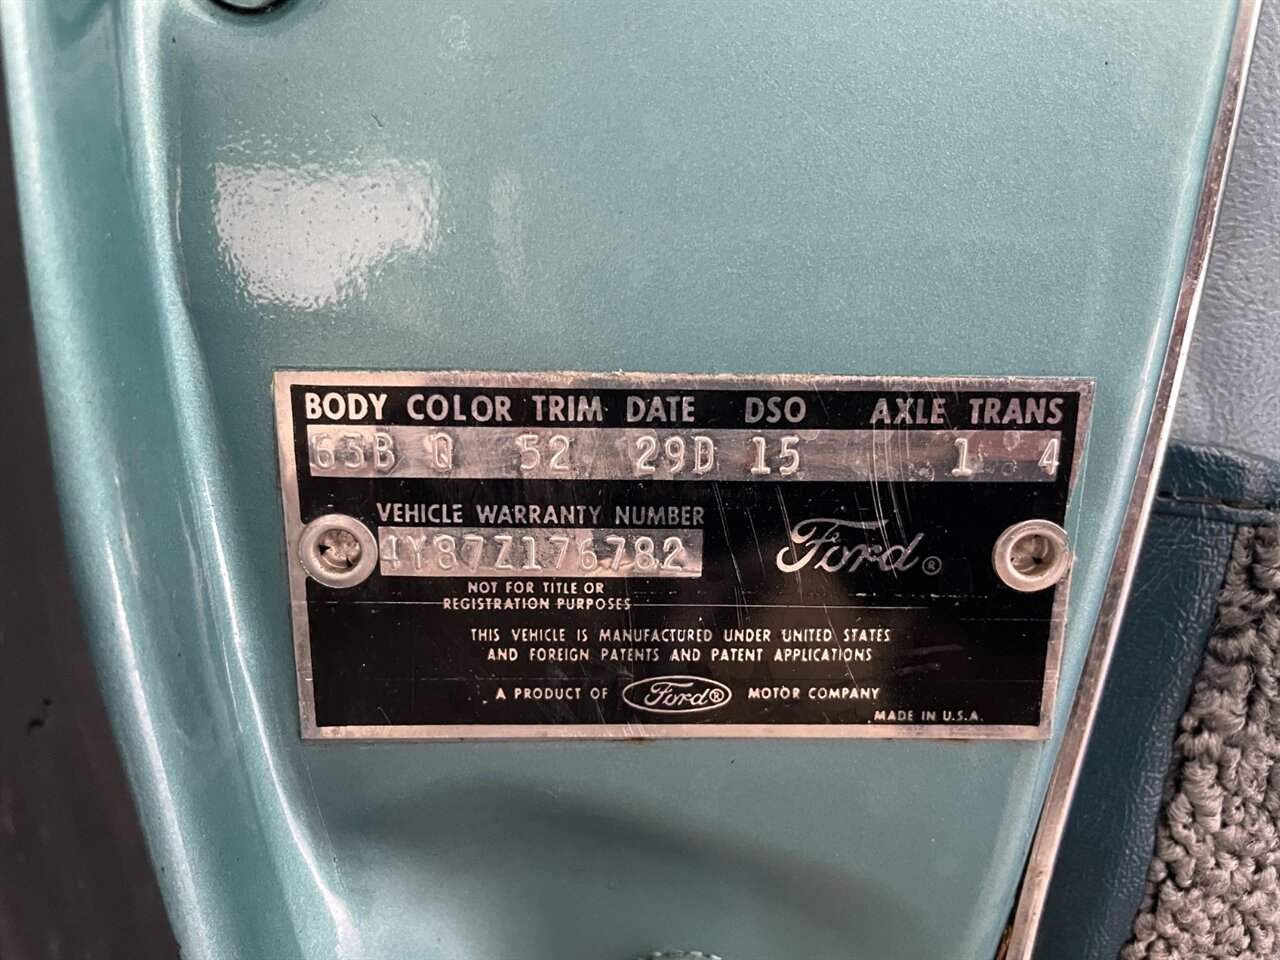 BODY COLOR TRIM DATE DSO AXLE TRANS
63B Q 52 29D 15 1 4
VEHICLE WARRANTY NUMBER
4Y87Z176782
Ford®
NOT FOR TITLE OR
REGISTRATION PURPOSES
THIS VEHICLE IS MANUFACTURED UNDER UNITED STATES
AND FOREIGN PATENTS AND PATENT APPLICATIONS
A PRODUCT OF Ford® MOTOR COMPANY
MADE IN U.S.A.